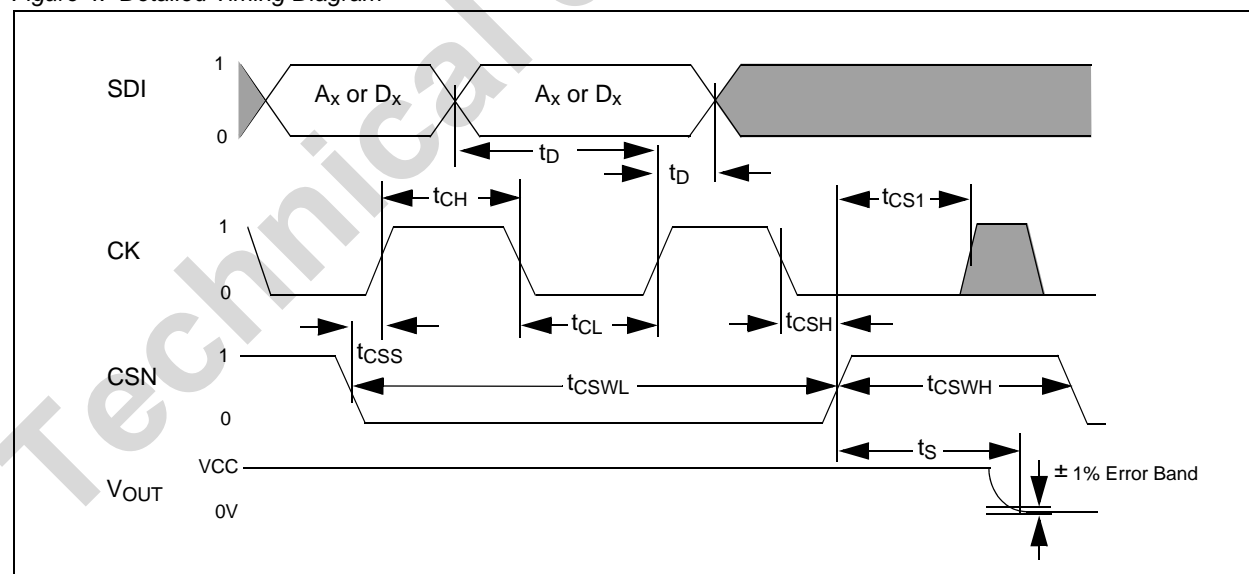 Figure 4. Detailed Timing Diagram
SDI
1
0
Ax or Dx
Ax or Dx
tD
tD
tCH
tCS1
CK
1
0
tCSS
tCL
tCSH
CSN
1
0
tCSWL
tCSWH
tS
VOUT
VCC
0V
± 1% Error Band
Technical